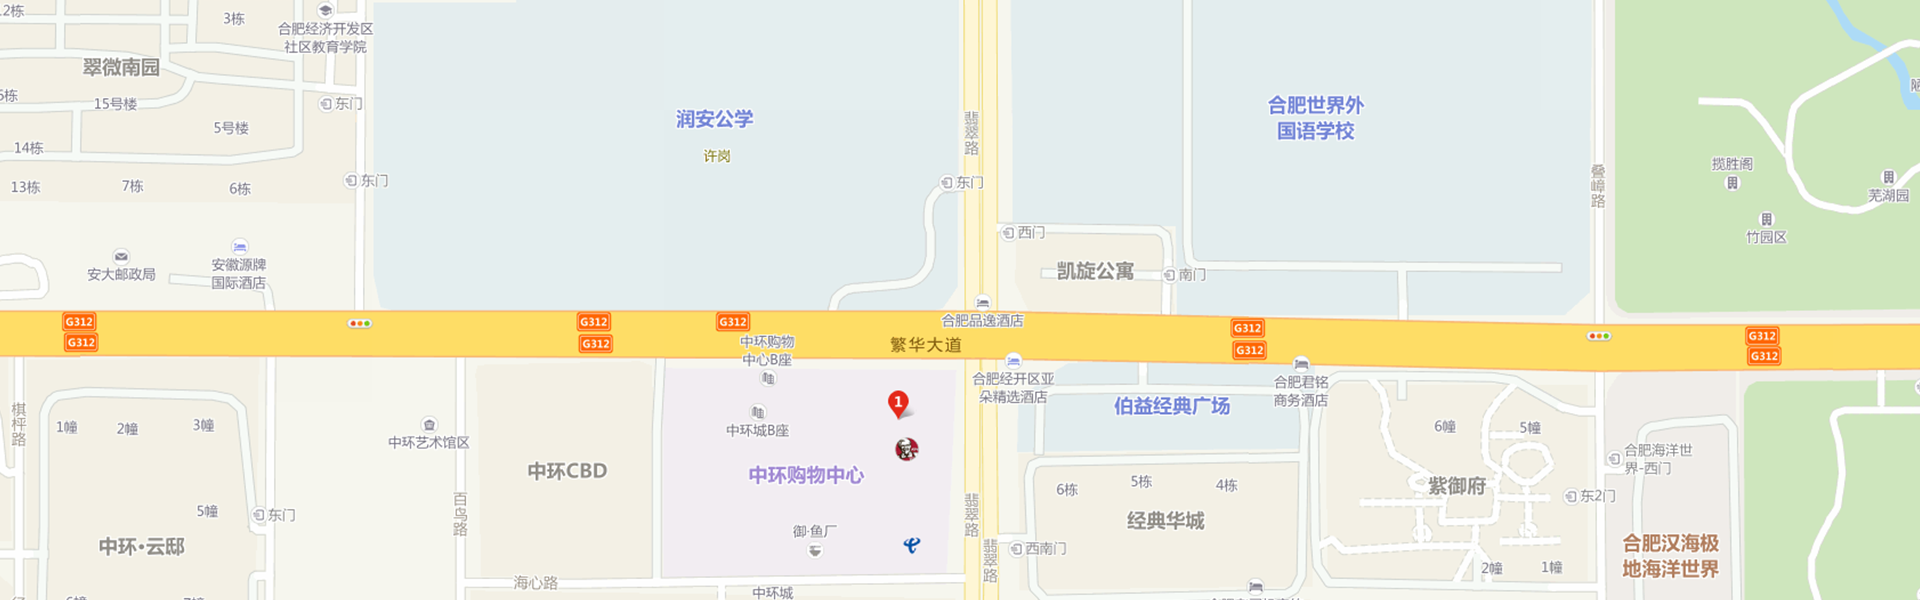 2栋
3栋
合肥经济开发区
社区教育学院
翠微南园
5栋
15号楼
东门
5号楼
14栋
13栋
7栋
6栋
东门
安大邮政局
安徽源牌
国际酒店
润安公学
许岗
东门
翡翠路
合肥世界外
国语学校
西门
凯旋公寓
南门
叠嶂路
揽胜阁
芜湖园
竹园区
G312
G312
G312
G312
G312
G312
G312
G312
G312
合肥品逸酒店
繁华大道
中环购物
中心B座
合肥经开区亚
朵精选酒店
合肥君铭
商务酒店
伯益经典广场
棋枰路
1幢
2幢
3幢
5幢
东门
中环·云邸
中环艺术馆区
百鸟路
中环CBD
1
中环城B座
中环购物中心
御·鱼厂
海心路
中环城
翡翠路
翡翠路
西南门
6栋
5栋
4栋
经典华城
6幢
5幢
紫御府
2幢
1幢
东2门
合肥海洋世
界-西门
合肥汉海极
地海洋世界